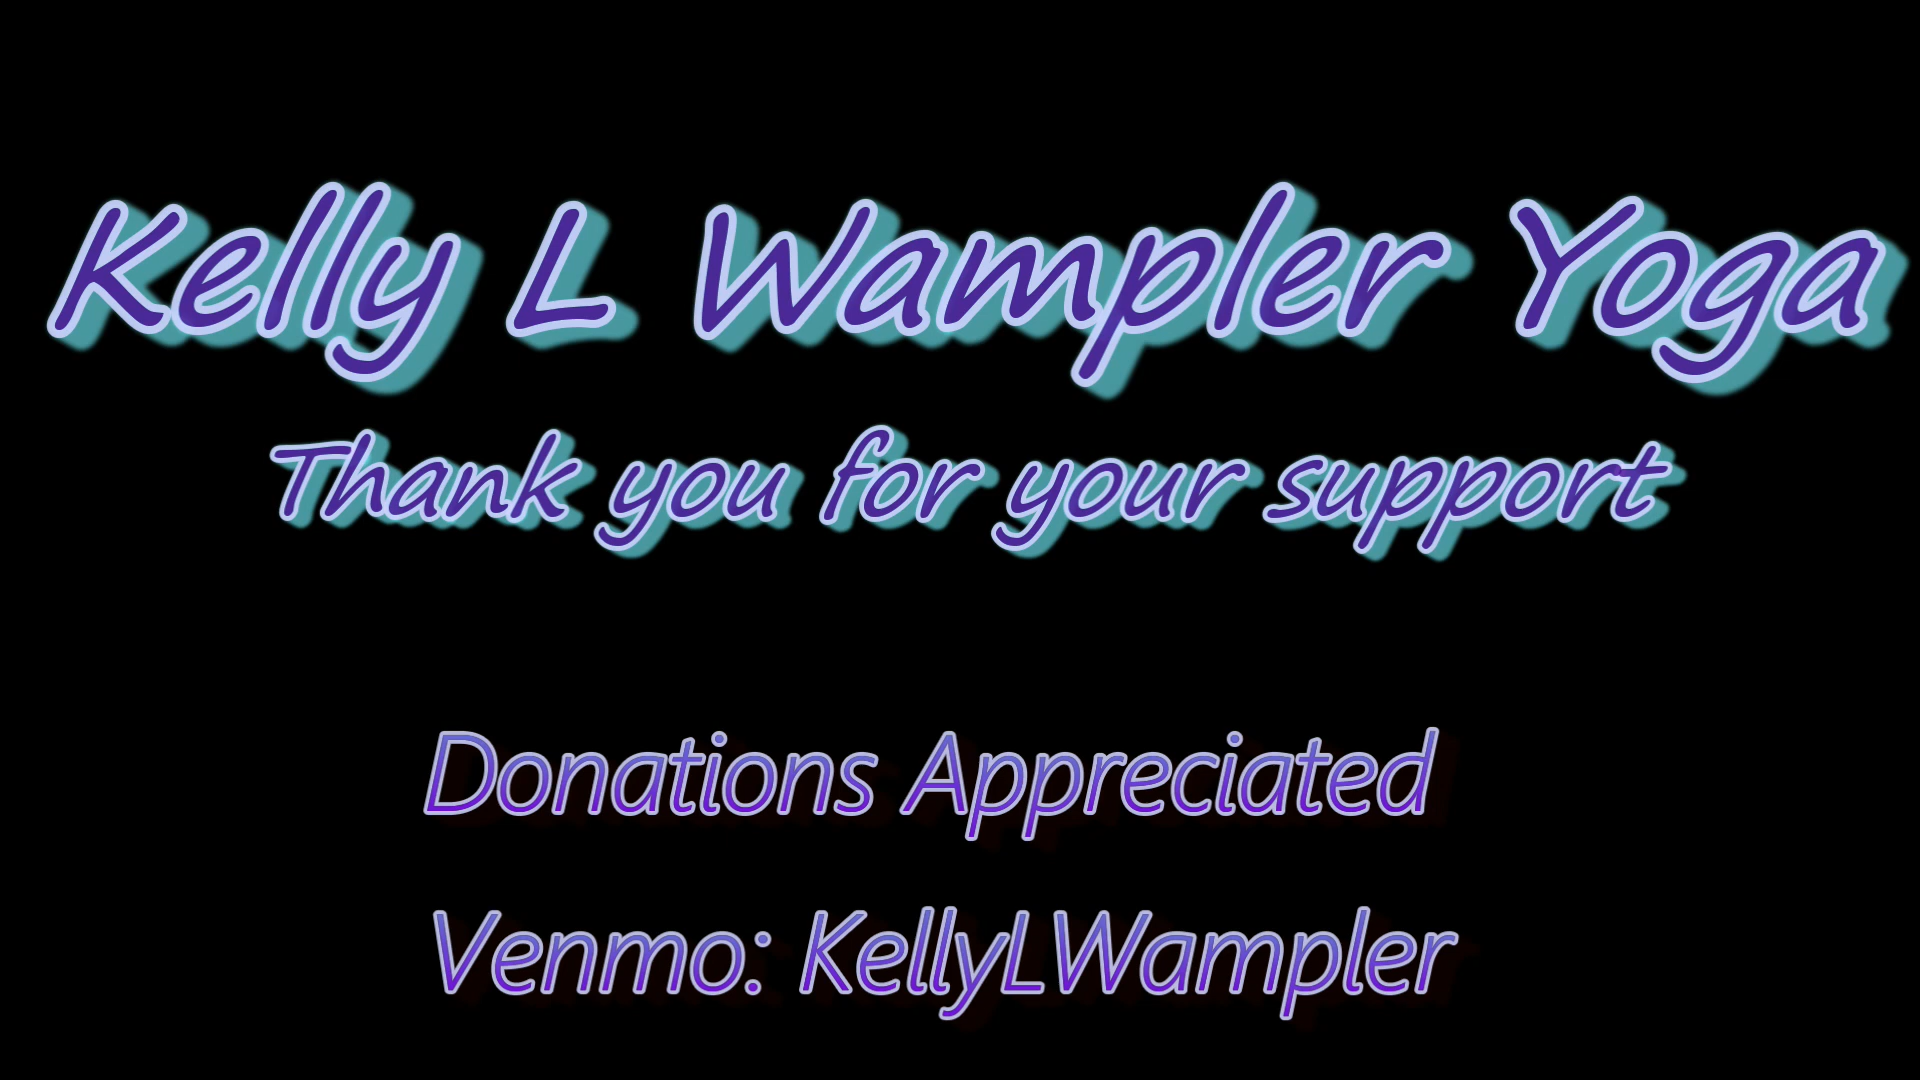 Kelly L Wampler Yoga
Thank you for your support
Donations Appreciated
Venmo: KellyLWampler